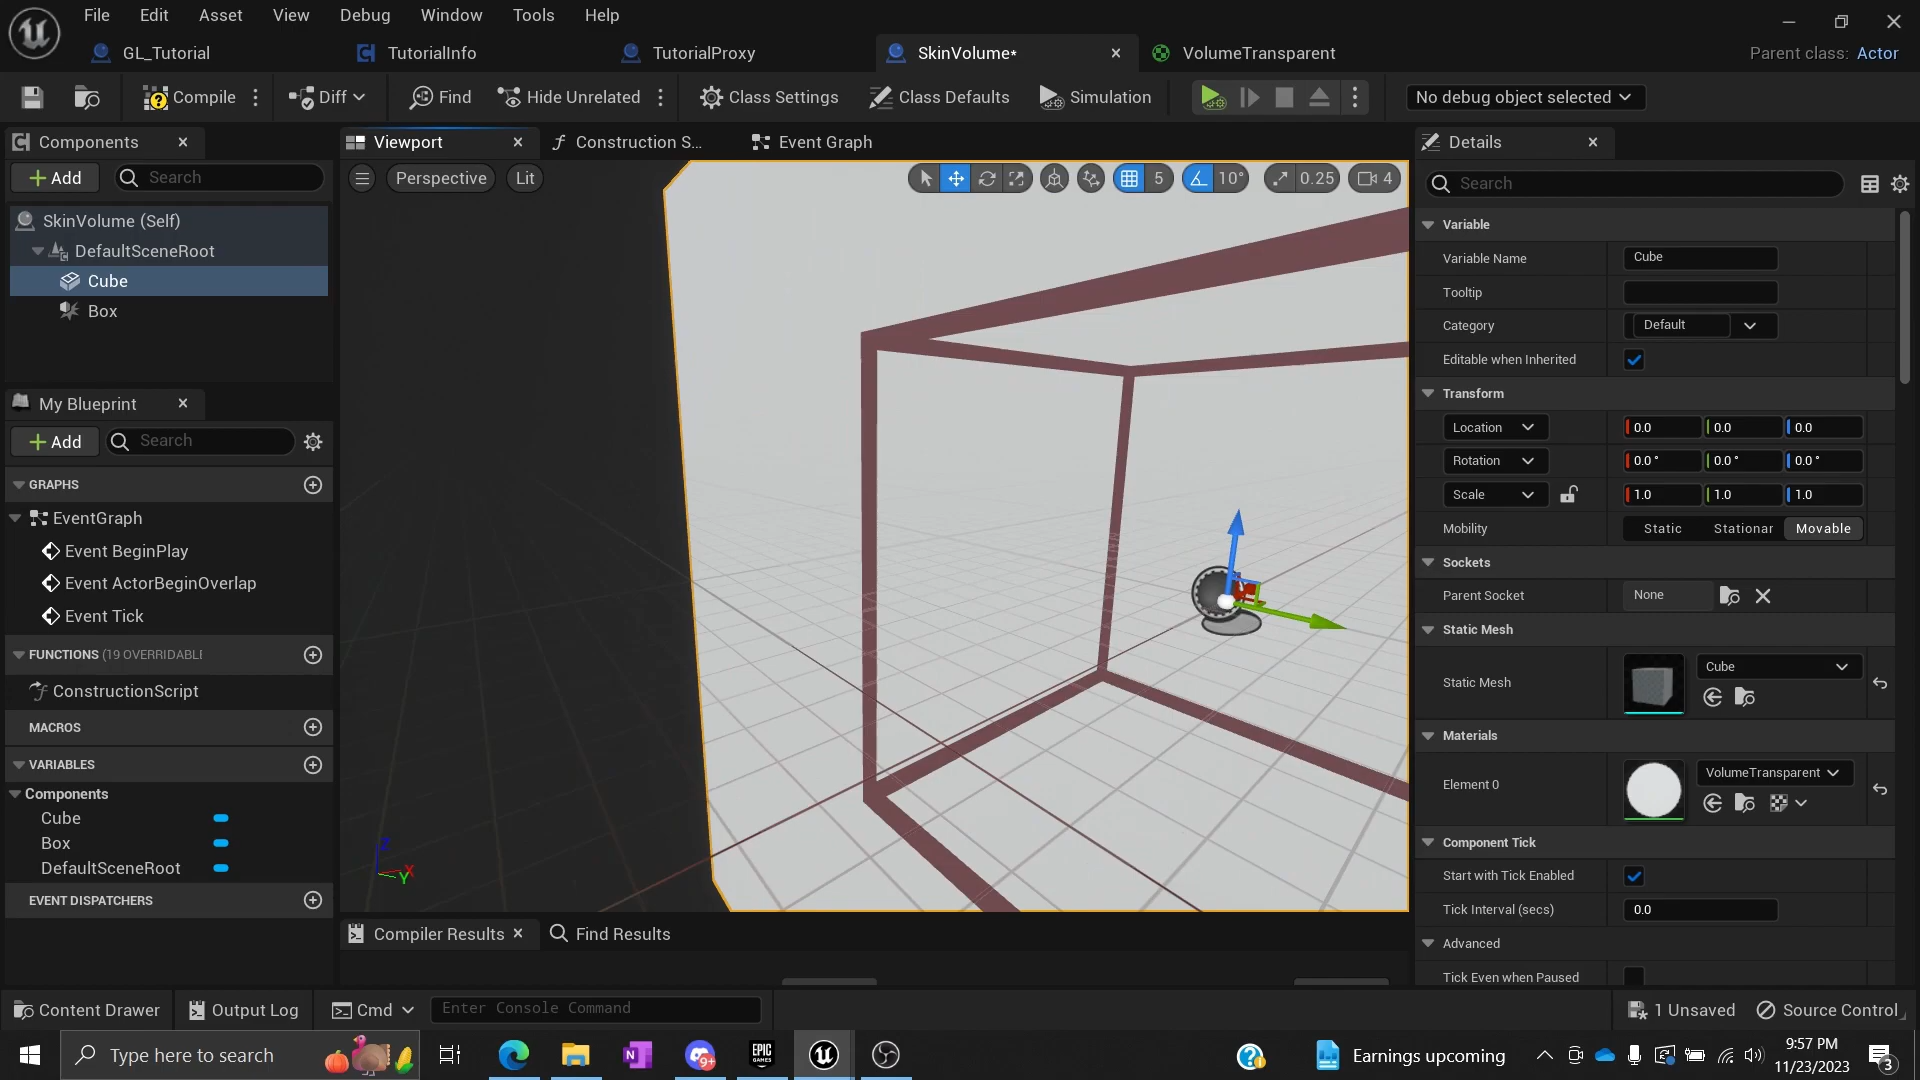 File Edit Asset View Debug Window Tools Help
GL_Tutorial TutorialInfo TutorialProxy SkinVolume* VolumeTransparent Parent class: Actor
Compile Diff Find Hide Unrelated Class Settings Class Defaults Simulation No debug object selected
Components
Add Search
SkinVolume (Self)
DefaultSceneRoot
Cube
Box
My Blueprint
Add Search
GRAPHS
EventGraph
Event BeginPlay
Event ActorBeginOverlap
Event Tick
FUNCTIONS (19 OVERRIDABLI
ConstructionScript
MACROS
VARIABLES
Components
Cube
Box
DefaultSceneRoot
EVENT DISPATCHERS
Viewport Construction S... Event Graph
Perspective Lit 5 10° 0.25 4
Z
X
Y
Compiler Results Find Results
Details
Search
Variable
Variable Name Cube
Tooltip
Category Default
Editable when Inherited
Transform
Location 0.0 0.0 0.0
Rotation 0.0 ° 0.0 ° 0.0 °
Scale 1.0 1.0 1.0
Mobility Static Stationar Movable
Sockets
Parent Socket None
Static Mesh
Static Mesh Cube
Materials
Element 0 VolumeTransparent
Component Tick
Start with Tick Enabled
Tick Interval (secs) 0.0
Advanced
Tick Even when Paused
Content Drawer Output Log Cmd Enter Console Command 1 Unsaved Source Control
Type here to search 9+ EPIC GAMES Earnings upcoming 9:57 PM
11/23/2023 3